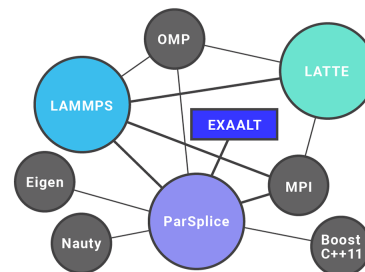 OMP
LATTE
LAMMPS
EXAALT
Eigen
MPI
ParSplice
Nauty
Boost
C++11